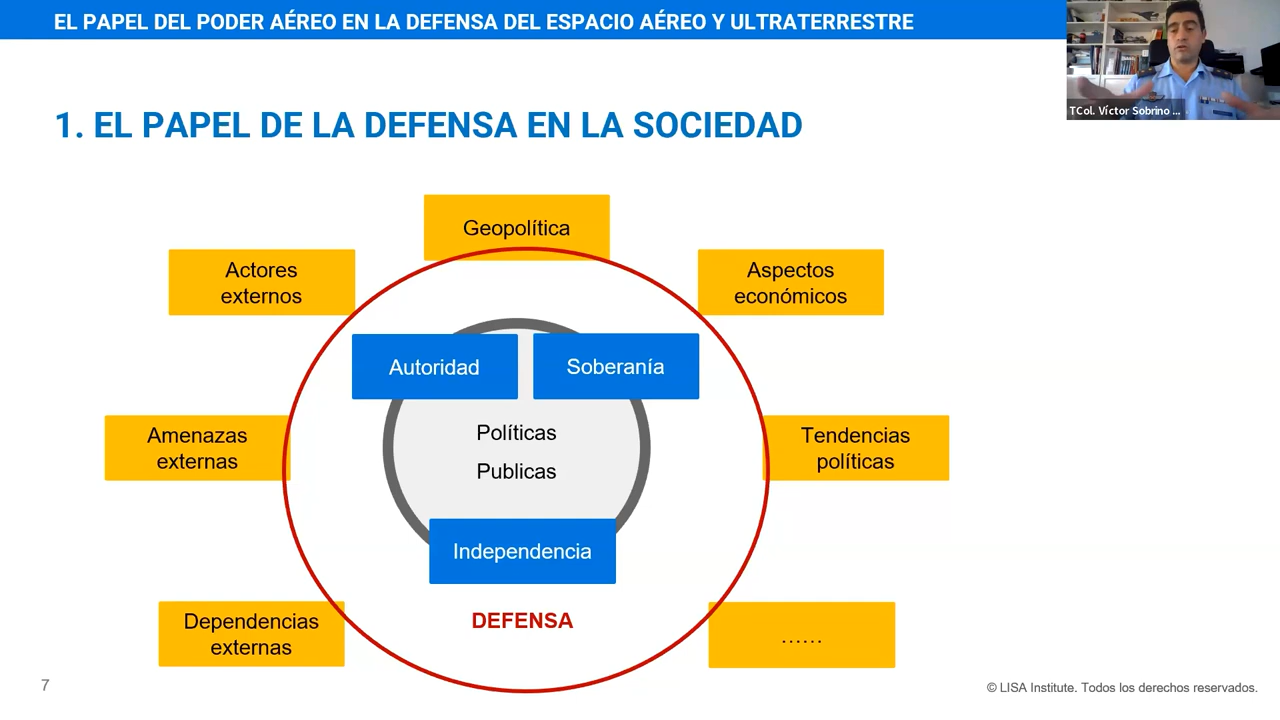 EL PAPEL DEL PODER AÉREO EN LA DEFENSA DEL ESPACIO AÉREO Y ULTRATERRESTRE
TCol. Víctor Sobrino ...
1. EL PAPEL DE LA DEFENSA EN LA SOCIEDAD
Geopolítica
Actores
externos
Aspectos
económicos
Autoridad
Soberanía
Políticas
Publicas
Amenazas
externas
Tendencias
políticas
Independencia
DEFENSA
Dependencias
externas
......
7
© LISA Institute. Todos los derechos reservados.